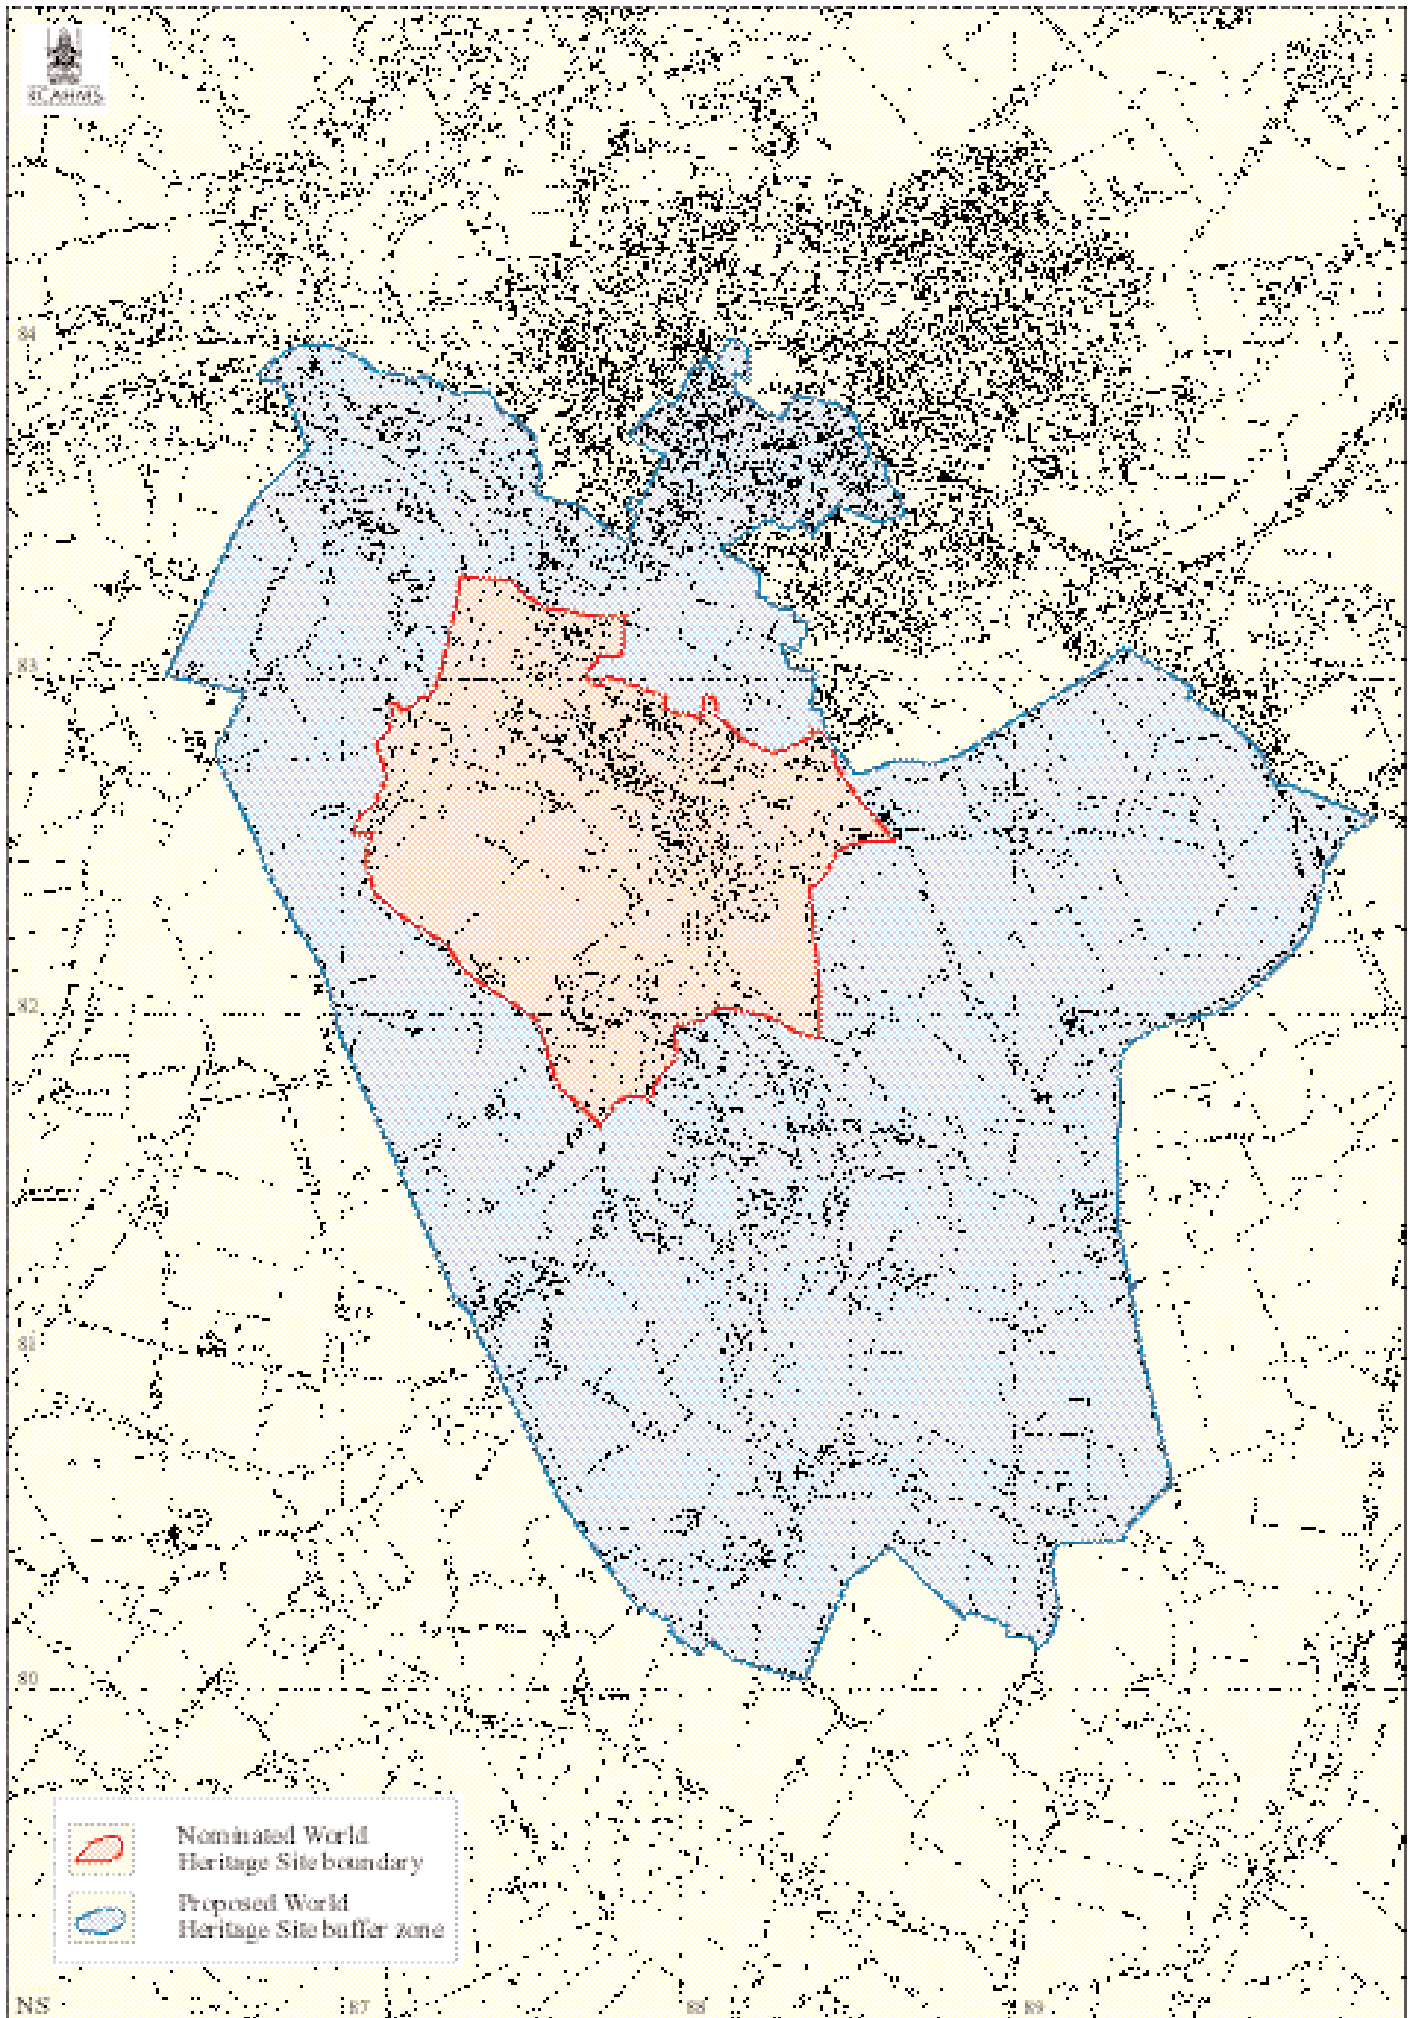 RCAHMS
84
83
82
81
80
Nominated World
Heritage Site boundary
Proposed World
Heritage Site buffer zone
NS
87
88
89